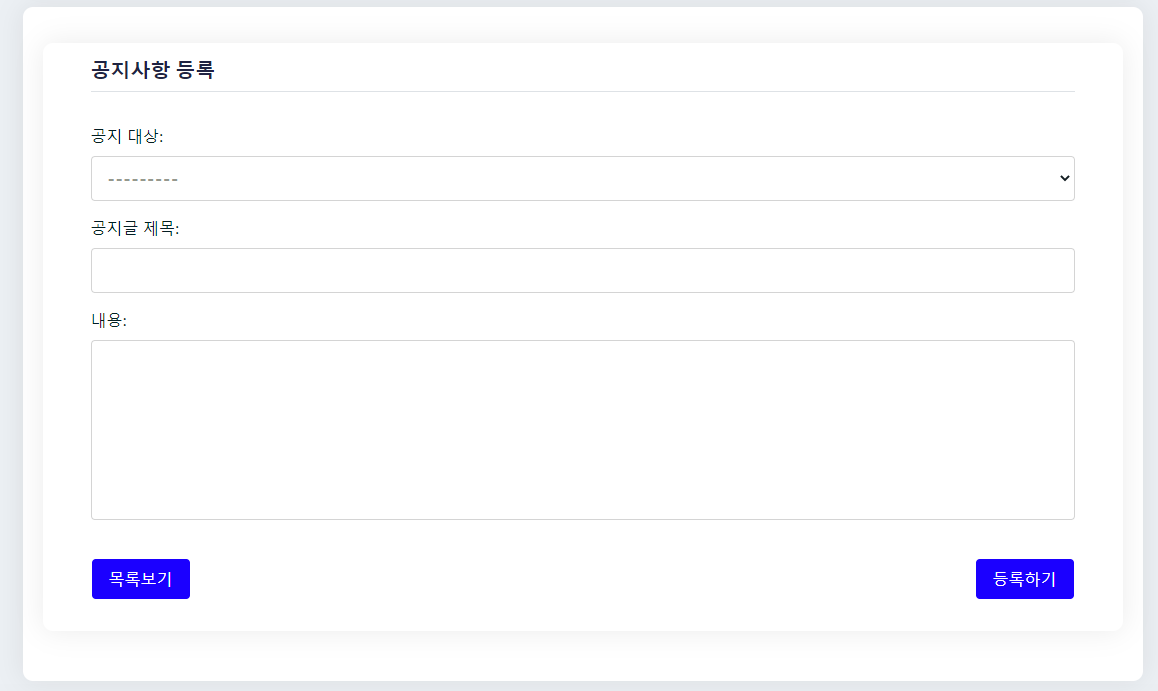 공지사항 등록
공지 대상:
---------
공지글 제목:
내용:
목록보기
등록하기